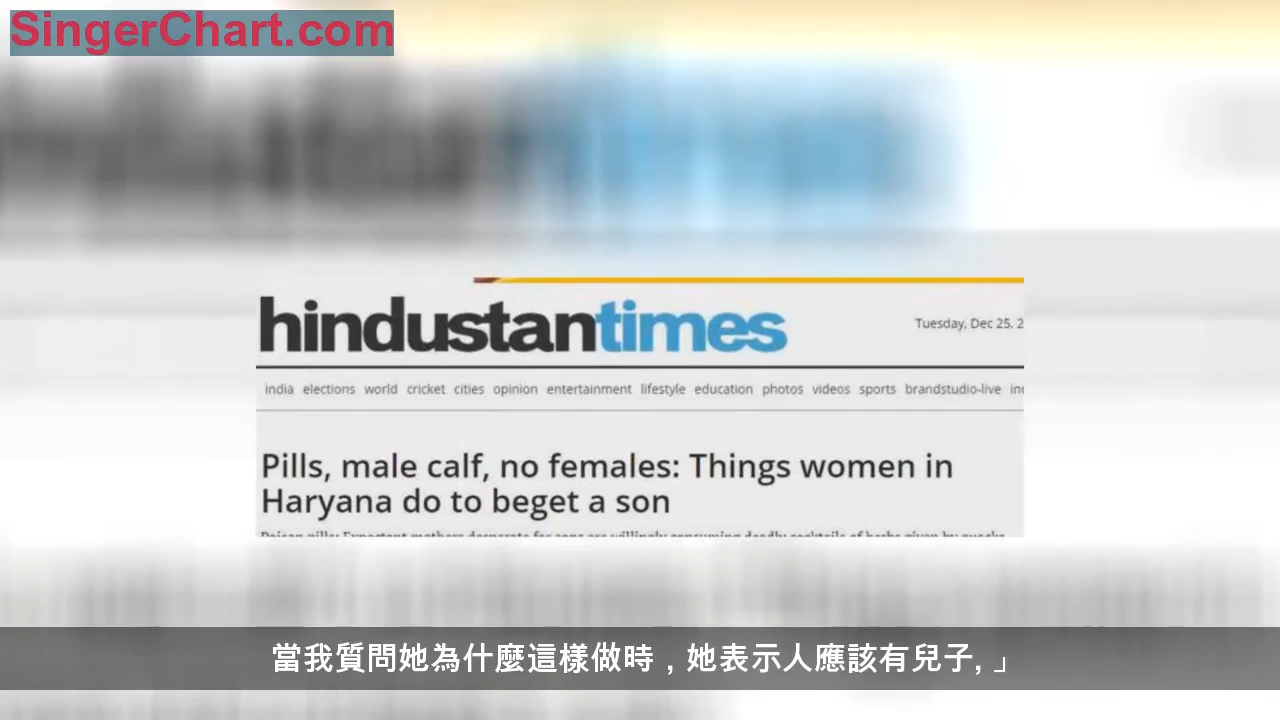 SingerChart.com
hindustantimes
Tuesday, Dec 25, 2
india elections world cricket cities opinion entertainment lifestyle education photos videos sports brandstudio-live
Pills, male calf, no females: Things women in
Haryana do to beget a son
當我質問她為什麼這樣做時，她表示人應該有兒子,」